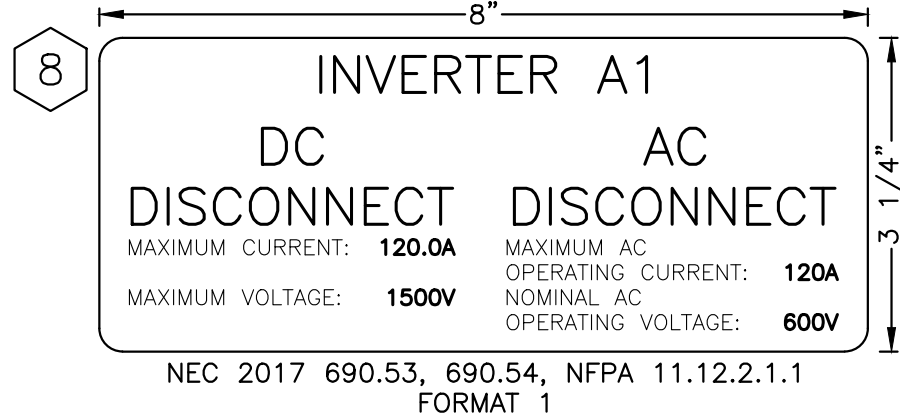 8"
8
INVERTER A1
DC
DISCONNECT
MAXIMUM CURRENT: 120.0A
MAXIMUM VOLTAGE: 1500V
AC
DISCONNECT
MAXIMUM AC
OPERATING CURRENT: 120A
NOMINAL AC
OPERATING VOLTAGE: 600V
3 1/4"
NEC 2017 690.53, 690.54, NFPA 11.12.2.1.1
FORMAT 1